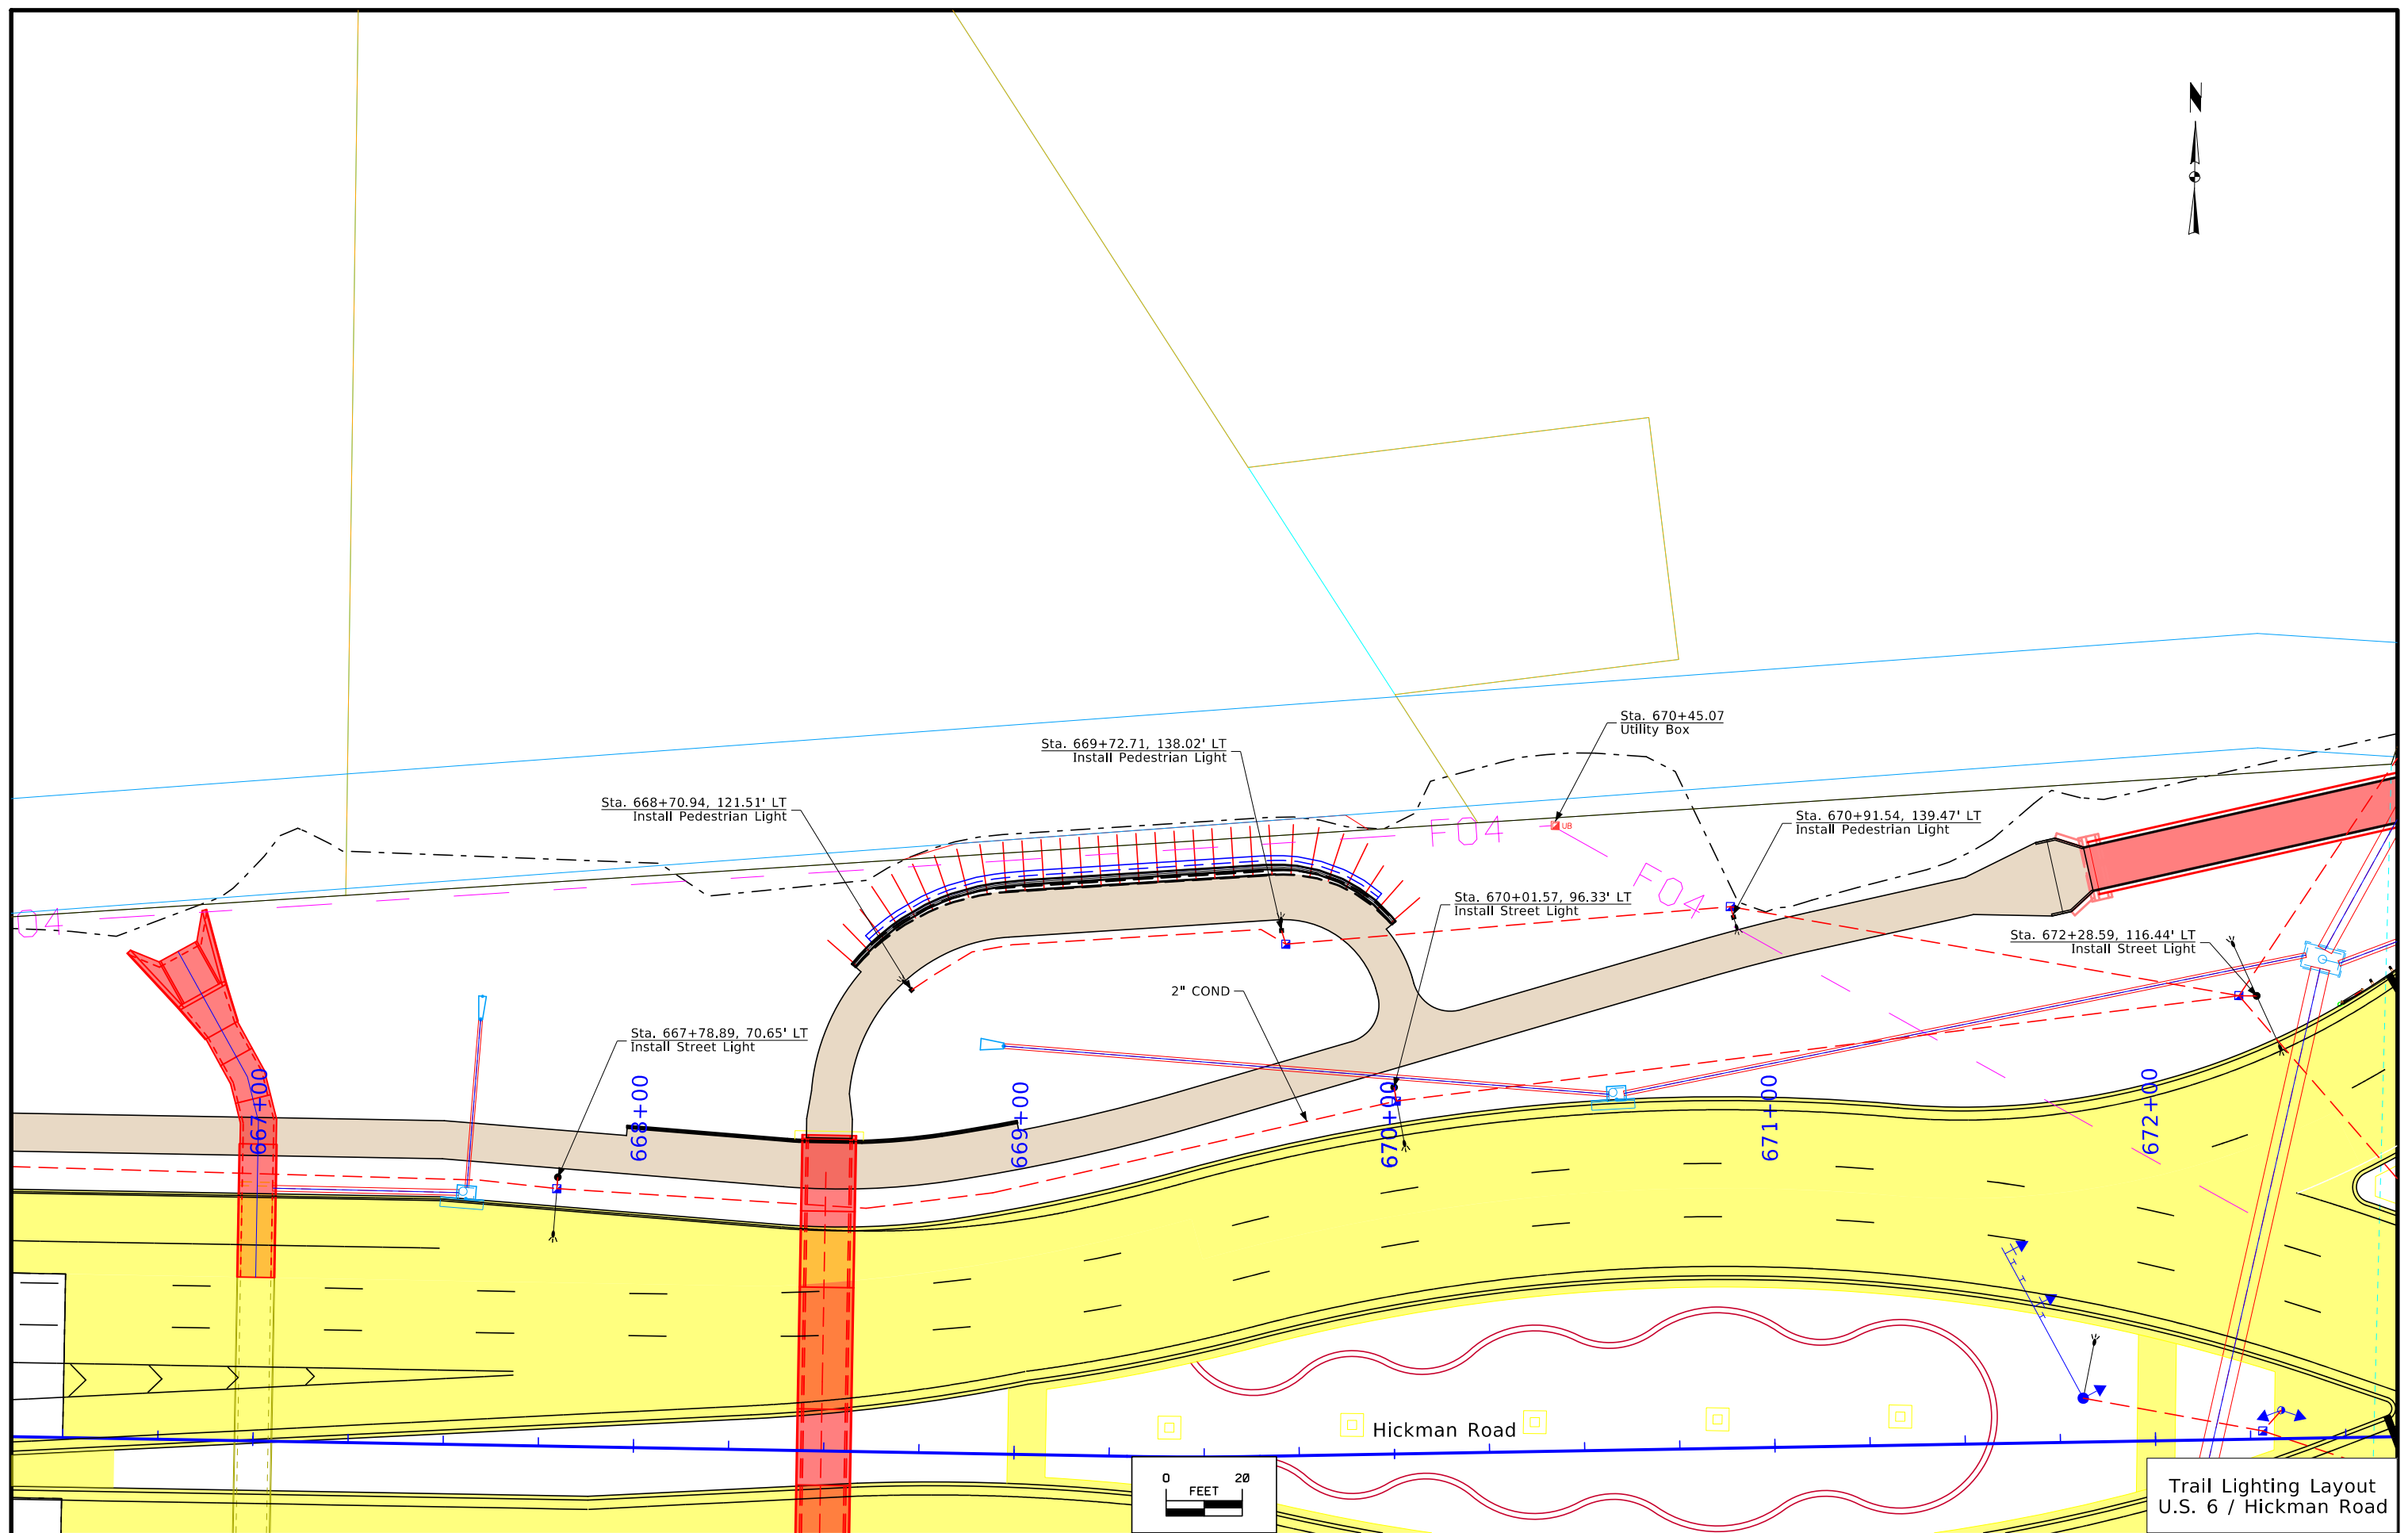 N
Sta. 670+45.07
Utility Box
Sta. 669+72.71, 138.02' LT
Install Pedestrian Light
Sta. 668+70.94, 121.51' LT
Install Pedestrian Light
Sta. 670+91.54, 139.47' LT
Install Pedestrian Light
UB
FO4
FO4
O4
Sta. 670+01.57, 96.33' LT
Install Street Light
Sta. 672+28.59, 116.44' LT
Install Street Light
2" COND
Sta. 667+78.89, 70.65' LT
Install Street Light
667+00
668+00
669+00
670+00
671+00
672+00
Hickman Road
0 20
FEET
Trail Lighting Layout
U.S. 6 / Hickman Road